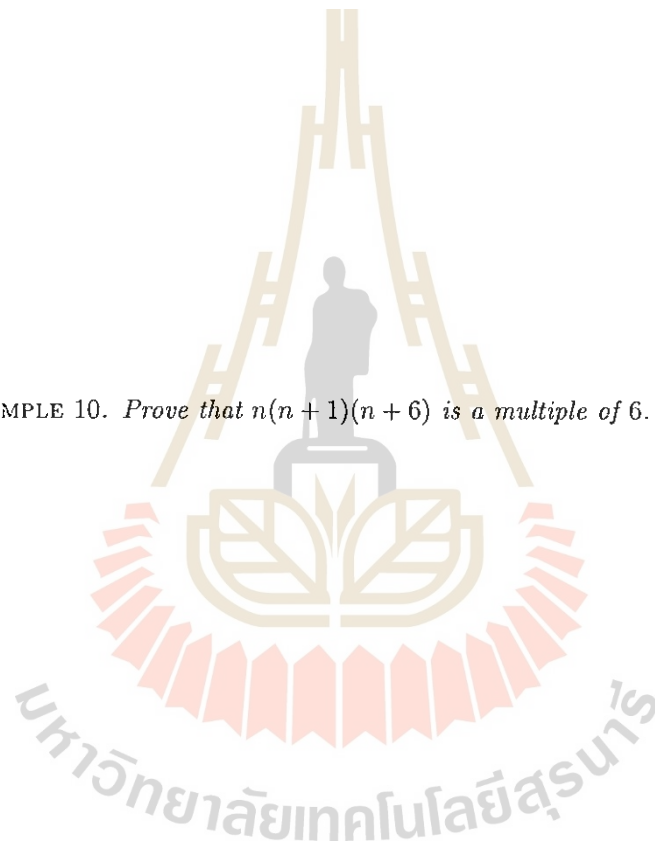 MPLE 10. Prove that n(n + 1)(n + 6) is a multiple of 6.
มหาวิทยาลัยเทคโนโลยีสุรนารี